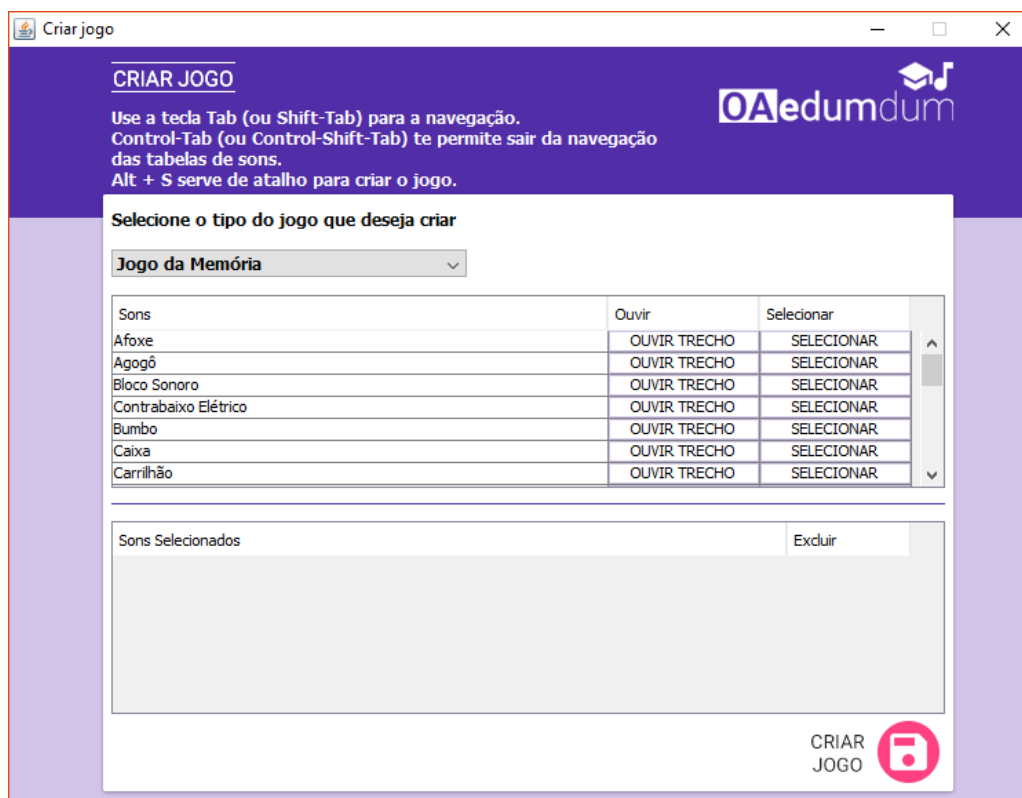 Criar jogo
CRIAR JOGO
OAedumdum
Use a tecla Tab (ou Shift-Tab) para a navegação.
Control-Tab (ou Control-Shift-Tab) te permite sair da navegação
das tabelas de sons.
Alt + S serve de atalho para criar o jogo.
Selecione o tipo do jogo que deseja criar
Jogo da Memória
Sons Ouvir Selecionar
Afoxe OUVIR TRECHO SELECIONAR
Agogô OUVIR TRECHO SELECIONAR
Bloco Sonoro OUVIR TRECHO SELECIONAR
Contrabaixo Elétrico OUVIR TRECHO SELECIONAR
Bumbo OUVIR TRECHO SELECIONAR
Caixa OUVIR TRECHO SELECIONAR
Carrilhão OUVIR TRECHO SELECIONAR
Sons Selecionados Excluir
CRIAR
JOGO